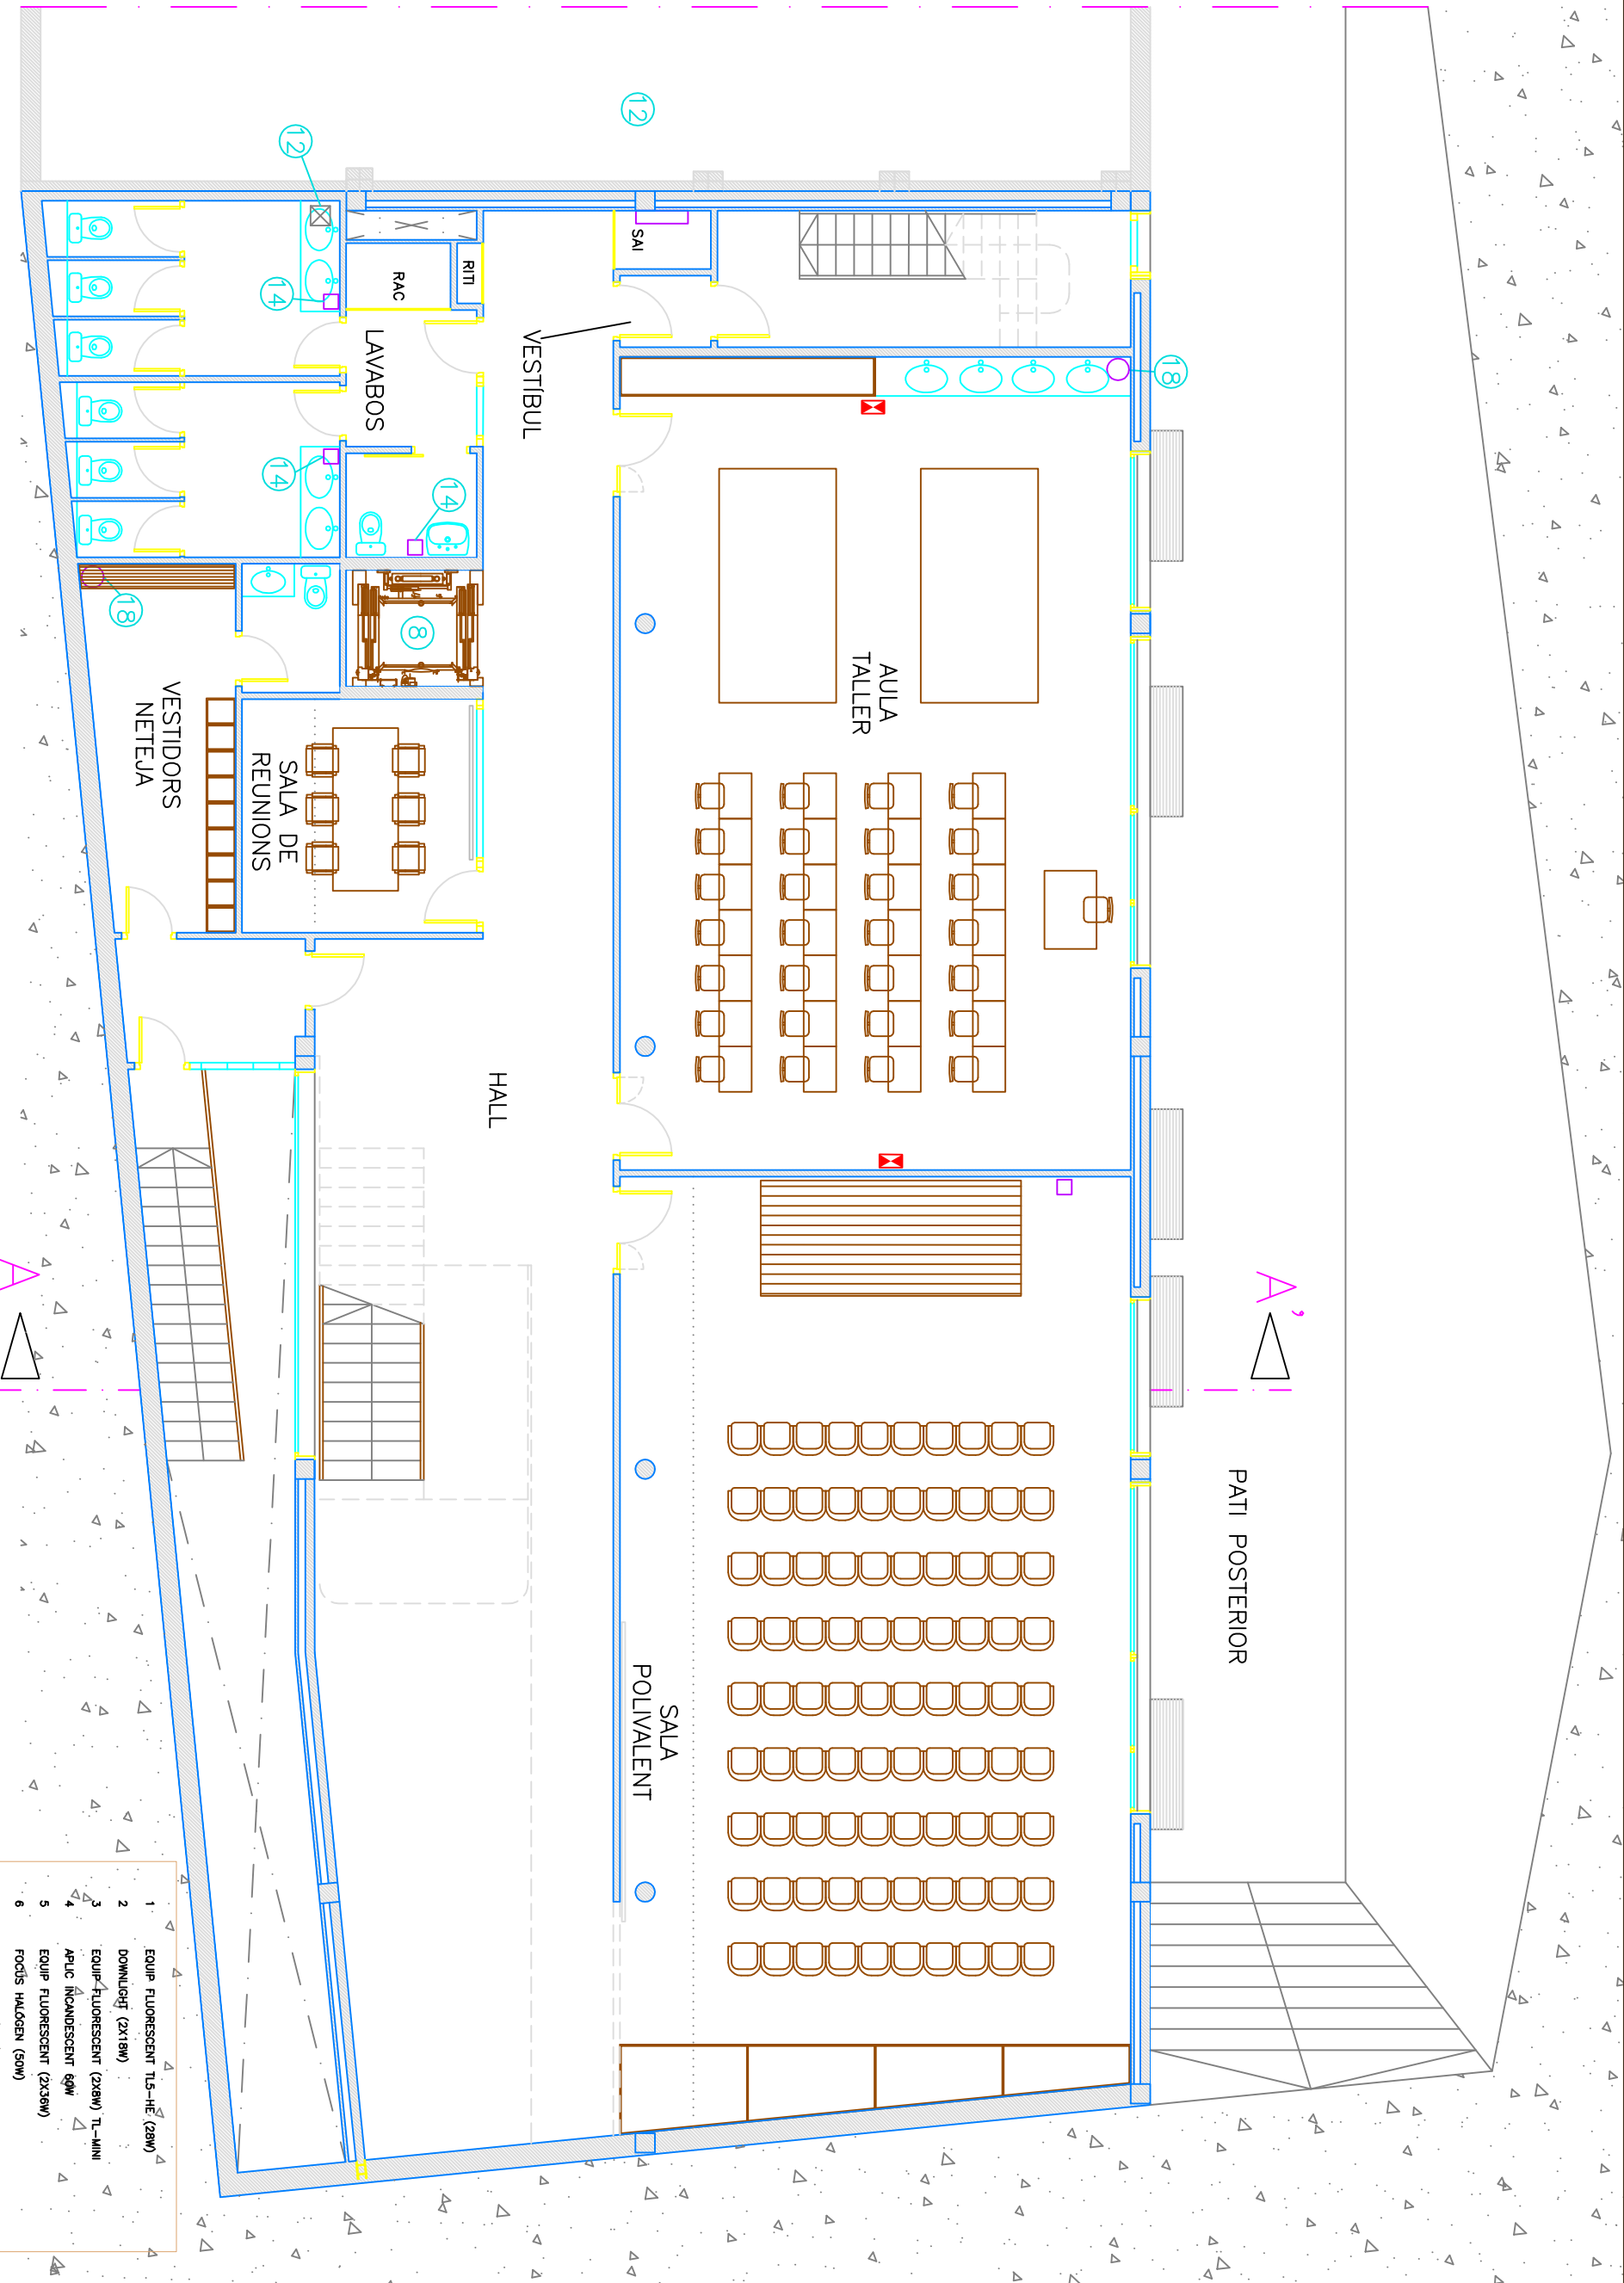 PATI POSTERIOR
A'
18
AULA
TALLER
SALA
POLIVALENT
12
SAI
VESTÍBUL
HALL
RITI
RAC
LAVABOS
14
8
12
14
14
SALA DE
REUNIONS
VESTIDORS
NETEJA
18
A
1 EQUIP FLUORESCENT TL5-HE (28W)
2 DOWNLIGHT (2X18W)
3 EQUIP FLUORESCENT (2X8W) TL-MINI
4 APLIC INCANDESCENT 60W
5 EQUIP FLUORESCENT (2X36W)
6 FOCUS HALÒGEN (50W)